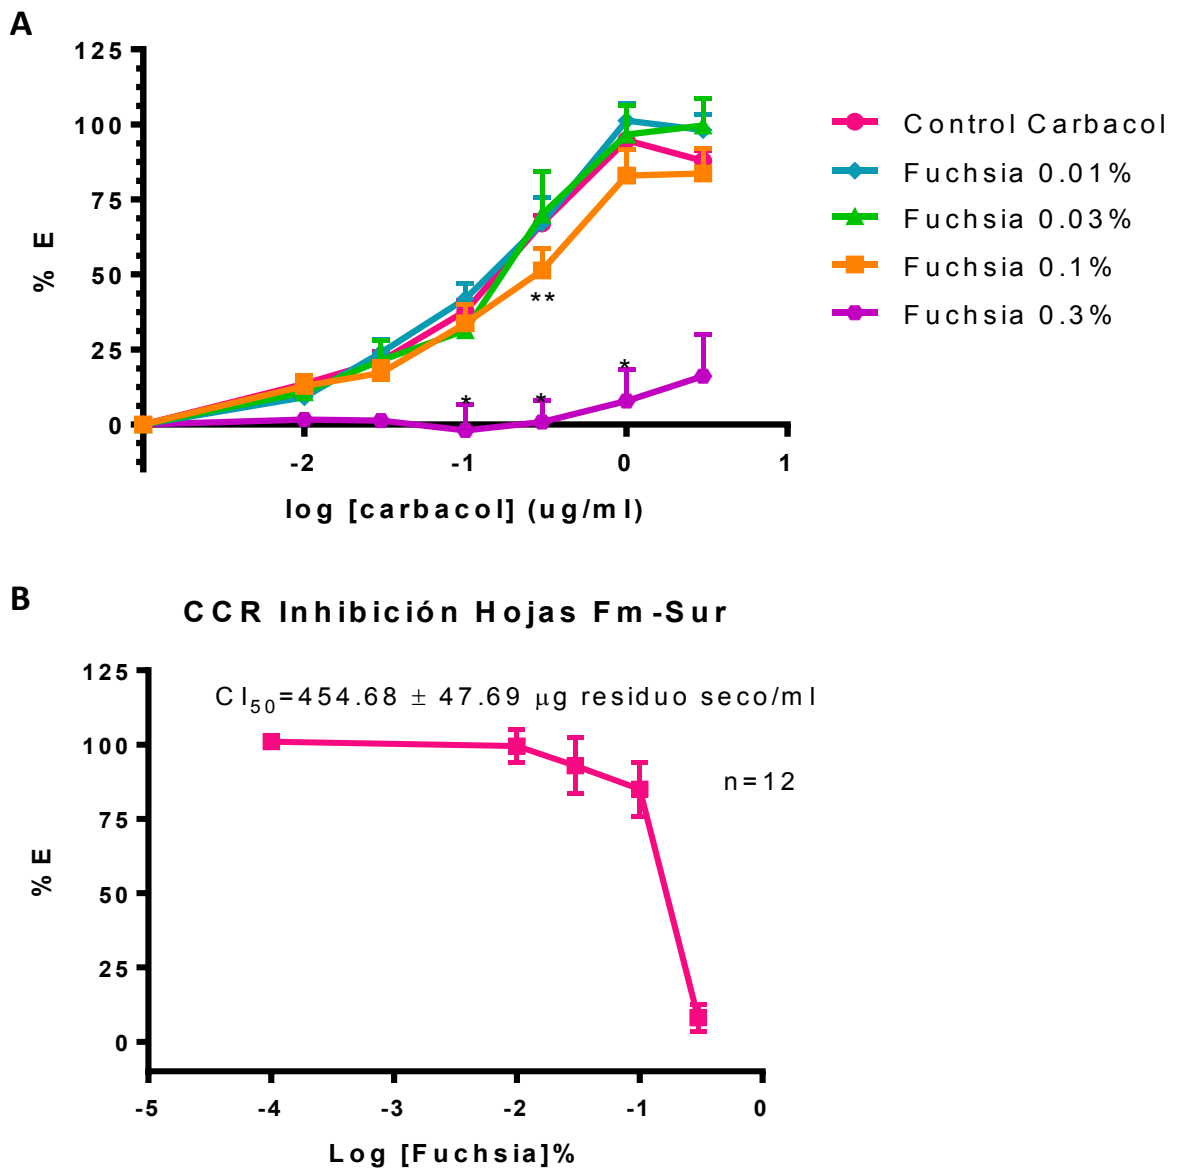 A
125
100
75
50
25
0
% E
-2 -1 0 1
log [carbacol] (ug/ml)
**
*
*
*
Control Carbacol
Fuchsia 0.01%
Fuchsia 0.03%
Fuchsia 0.1%
Fuchsia 0.3%
B
CCR Inhibición Hojas Fm-Sur
CI50=454.68 ± 47.69 µg residuo seco/ml
n=12
125
100
75
50
25
0
% E
-5 -4 -3 -2 -1 0
Log [Fuchsia]%